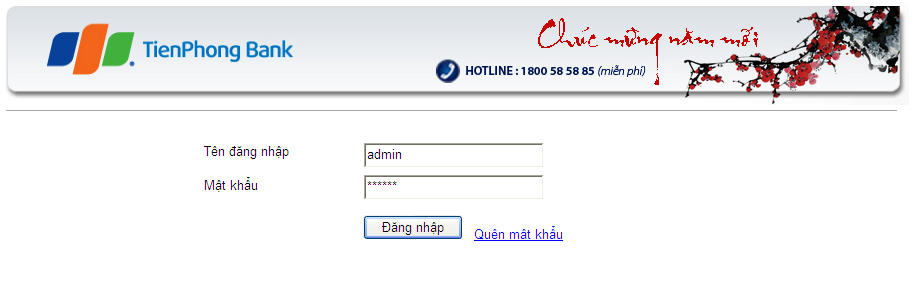 TienPhong Bank
Chúc mừng năm mới
HOTLINE : 1800 58 58 85 (miễn phí)
Tên đăng nhập
admin
Mật khẩu
******
Đăng nhập
Quên mật khẩu